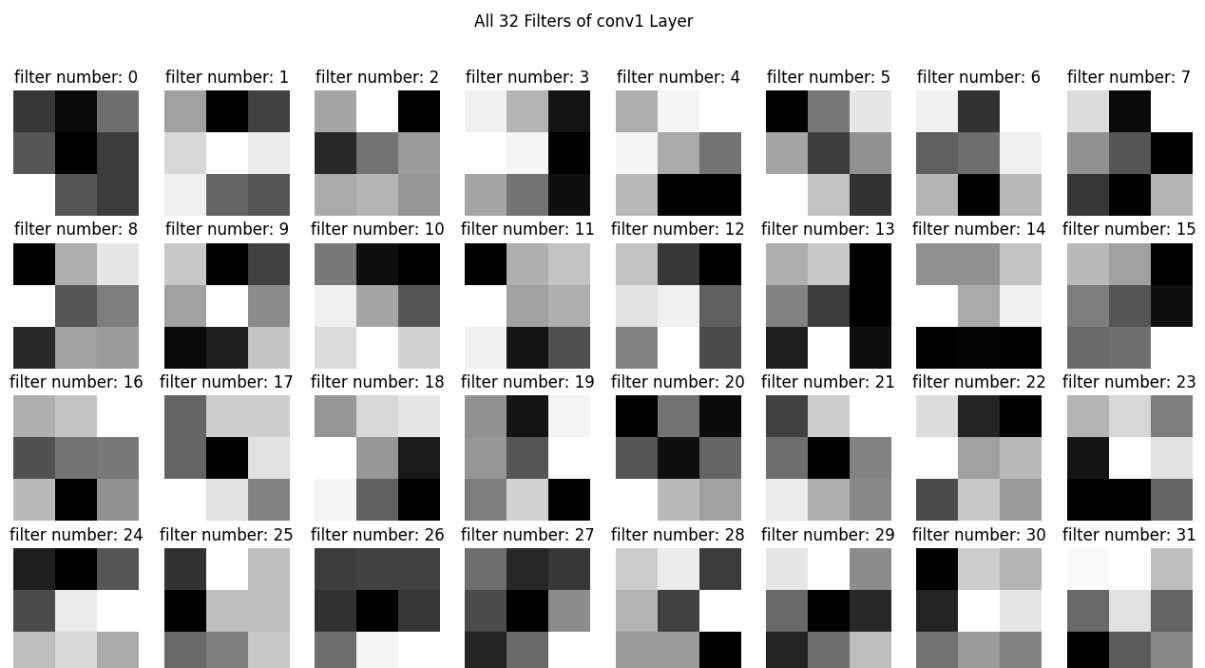 All 32 Filters of conv1 Layer
filter number: 0 filter number: 1 filter number: 2 filter number: 3 filter number: 4 filter number: 5 filter number: 6 filter number: 7
filter number: 8 filter number: 9 filter number: 10 filter number: 11 filter number: 12 filter number: 13 filter number: 14 filter number: 15
filter number: 16 filter number: 17 filter number: 18 filter number: 19 filter number: 20 filter number: 21 filter number: 22 filter number: 23
filter number: 24 filter number: 25 filter number: 26 filter number: 27 filter number: 28 filter number: 29 filter number: 30 filter number: 31